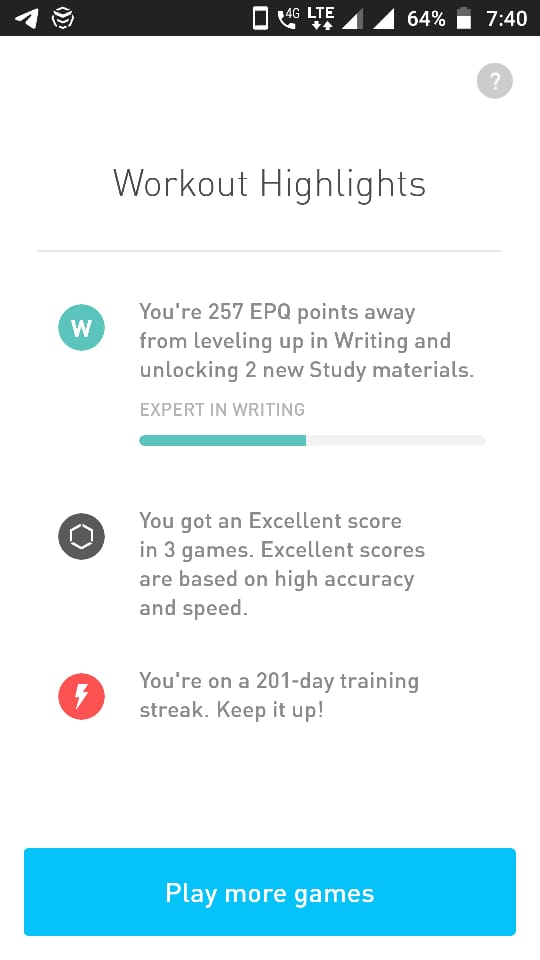 4G LTE 64% 7:40
?
Workout Highlights
W
You're 257 EPQ points away
from leveling up in Writing and
unlocking 2 new Study materials.
EXPERT IN WRITING
You got an Excellent score
in 3 games. Excellent scores
are based on high accuracy
and speed.
You're on a 201-day training
streak. Keep it up!
Play more games